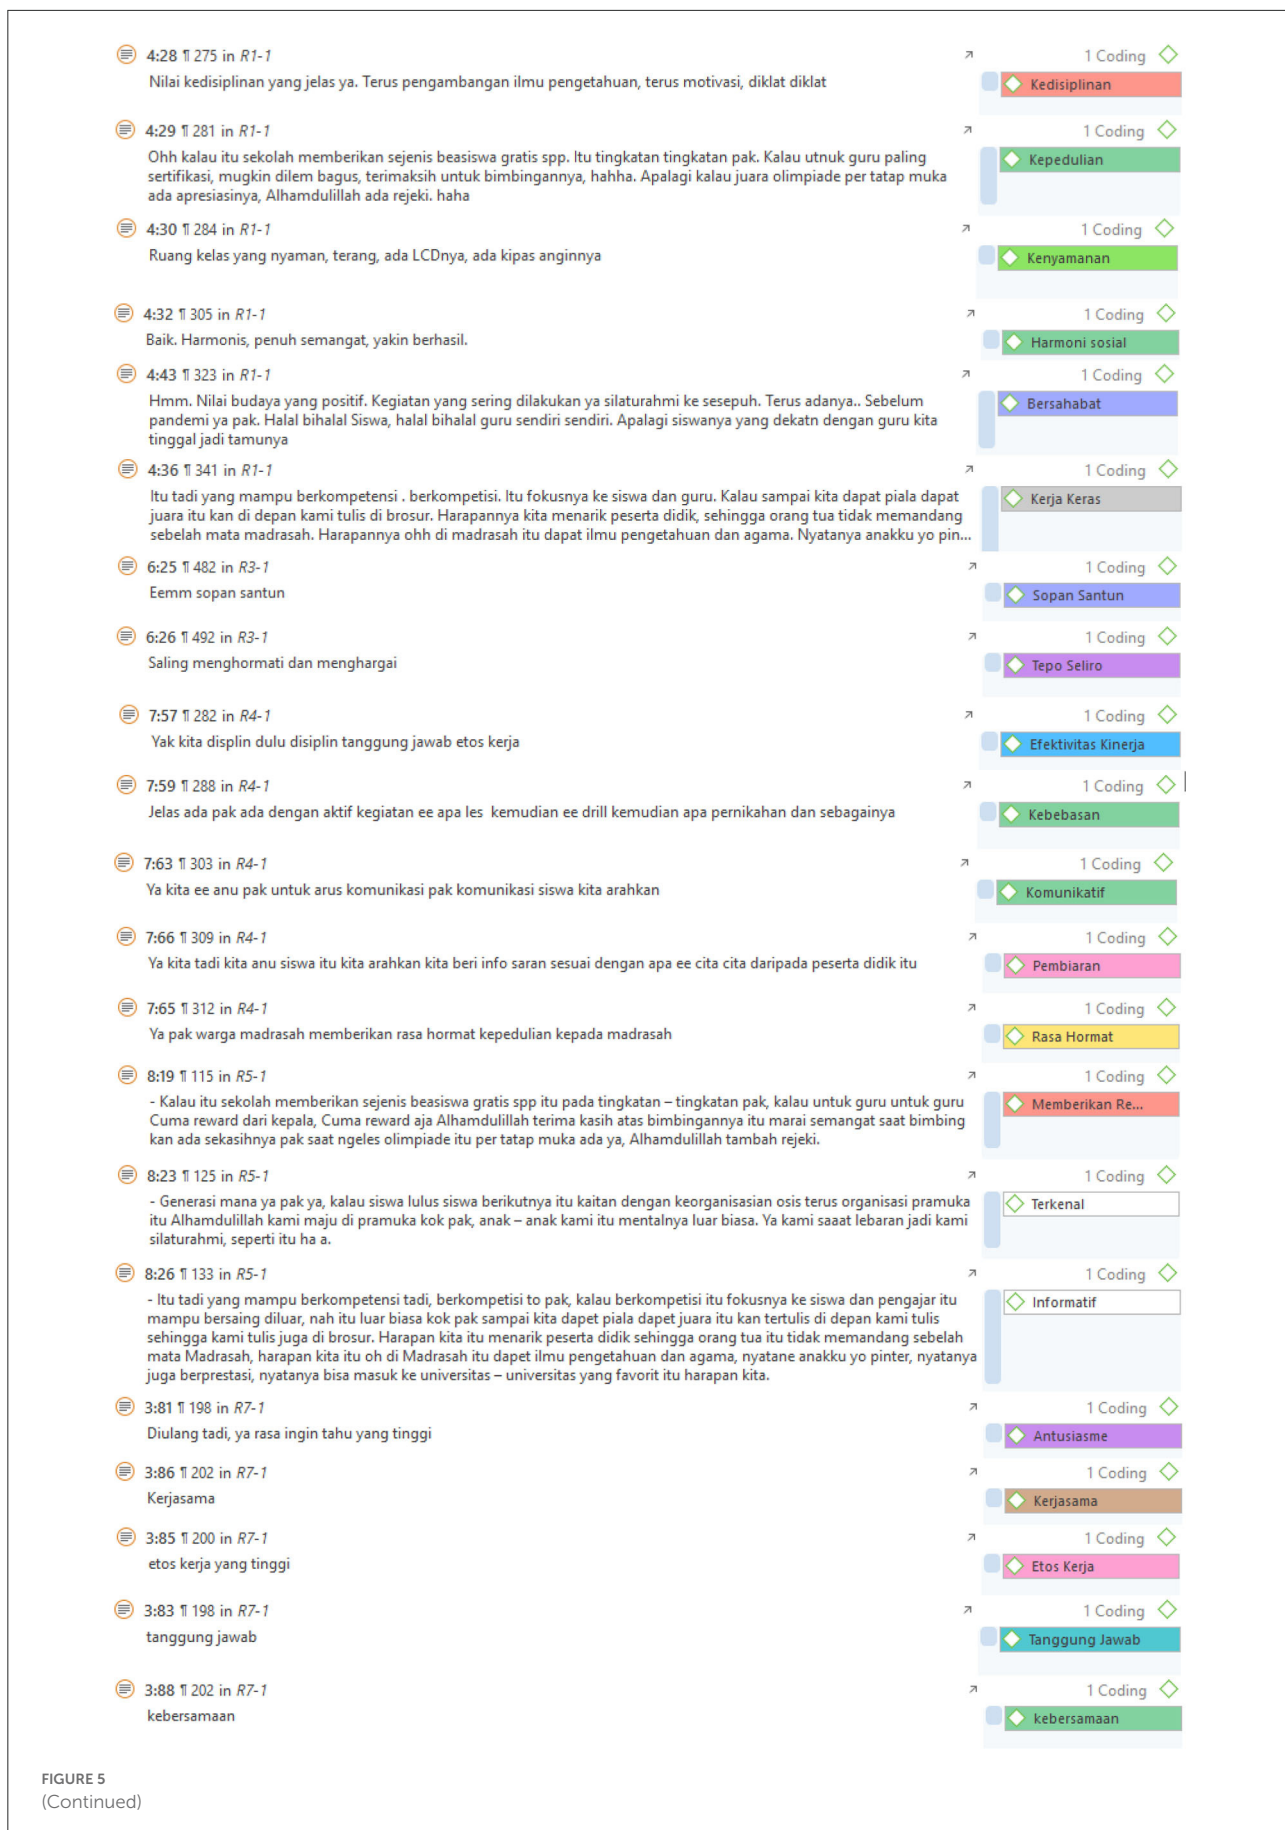 4:28 ¶ 275 in R1-1
1 Coding
Nilai kedisiplinan yang jelas ya. Terus pengambangan ilmu pengetahuan, terus motivasi, diklat diklat
Kedisiplinan
4:29 ¶ 281 in R1-1
1 Coding
Ohh kalau itu sekolah memberikan sejenis beasiswa gratis spp. Itu tingkatan tingkatan pak. Kalau utnuk guru paling
sertifikasi, mugkin dilem bagus, terimaksih untuk bimbingannya, hahha. Apalagi kalau juara olimpiade per tatap muka
ada apresiasinya, Alhamdulillah ada rejeki. haha
Kepedulian
4:30 ¶ 284 in R1-1
1 Coding
Ruang kelas yang nyaman, terang, ada LCDnya, ada kipas anginnya
Kenyamanan
4:32 ¶ 305 in R1-1
1 Coding
Baik. Harmonis, penuh semangat, yakin berhasil.
Harmoni sosial
4:43 ¶ 323 in R1-1
1 Coding
Hmm. Nilai budaya yang positif. Kegiatan yang sering dilakukan ya silaturahmi ke sesepuh. Terus adanya.. Sebelum
pandemi ya pak. Halal bihalal Siswa, halal bihalal guru sendiri sendiri. Apalagi siswanya yang dekatn dengan guru kita
tinggal jadi tamunya
Bersahabat
4:36 ¶ 341 in R1-1
1 Coding
Itu tadi yang mampu berkompetensi . berkompetisi. Itu fokusnya ke siswa dan guru. Kalau sampai kita dapat piala dapat
juara itu kan di depan kami tulis di brosur. Harapannya kita menarik peserta didik, sehingga orang tua tidak memandang
sebelah mata madrasah. Harapannya ohh di madrasah itu dapat ilmu pengetahuan dan agama. Nyatanya anakku yo pin...
Kerja Keras
6:25 ¶ 482 in R3-1
1 Coding
Eemm sopan santun
Sopan Santun
6:26 ¶ 492 in R3-1
1 Coding
Saling menghormati dan menghargai
Tepo Seliro
7:57 ¶ 282 in R4-1
1 Coding
Yak kita displin dulu disiplin tanggung jawab etos kerja
Efektivitas Kinerja
7:59 ¶ 288 in R4-1
1 Coding
Jelas ada pak ada dengan aktif kegiatan ee apa les kemudian ee drill kemudian apa pernikahan dan sebagainya
Kebebasan
7:63 ¶ 303 in R4-1
1 Coding
Ya kita ee anu pak untuk arus komunikasi pak komunikasi siswa kita arahkan
Komunikatif
7:66 ¶ 309 in R4-1
1 Coding
Ya kita tadi kita anu siswa itu kita arahkan kita beri info saran sesuai dengan apa ee cita cita daripada peserta didik itu
Pembiaran
7:65 ¶ 312 in R4-1
1 Coding
Ya pak warga madrasah memberikan rasa hormat kepedulian kepada madrasah
Rasa Hormat
8:19 ¶ 115 in R5-1
1 Coding
- Kalau itu sekolah memberikan sejenis beasiswa gratis spp itu pada tingkatan – tingkatan pak, kalau untuk guru untuk guru
Cuma reward dari kepala, Cuma reward aja Alhamdulillah terima kasih atas bimbingannya itu marai semangat saat bimbing
kan ada sekasihnya pak saat ngeles olimpiade itu per tatap muka ada ya, Alhamdulillah tambah rejeki.
Memberikan Re...
8:23 ¶ 125 in R5-1
1 Coding
- Generasi mana ya pak ya, kalau siswa lulus siswa berikutnya itu kaitan dengan keorganisasian osis terus organisasi pramuka
itu Alhamdulillah kami maju di pramuka kok pak, anak – anak kami itu mentalnya luar biasa. Ya kami saaat lebaran jadi kami
silaturahmi, seperti itu ha a.
Terkenal
8:26 ¶ 133 in R5-1
1 Coding
- Itu tadi yang mampu berkompetensi tadi, berkompetisi to pak, kalau berkompetisi itu fokusnya ke siswa dan pengajar itu
mampu bersaing diluar, nah itu luar biasa kok pak sampai kita dapet piala dapet juara itu kan tertulis di depan kami tulis
sehingga kami tulis juga di brosur. Harapan kita itu menarik peserta didik sehingga orang tua itu tidak memandang sebelah
mata Madrasah, harapan kita itu oh di Madrasah itu dapet ilmu pengetahuan dan agama, nyatane anakku yo pinter, nyatanya
juga berprestasi, nyatanya bisa masuk ke universitas – universitas yang favorit itu harapan kita.
Informatif
3:81 ¶ 198 in R7-1
1 Coding
Diulang tadi, ya rasa ingin tahu yang tinggi
Antusiasme
3:86 ¶ 202 in R7-1
1 Coding
Kerjasama
Kerjasama
3:85 ¶ 200 in R7-1
1 Coding
etos kerja yang tinggi
Etos Kerja
3:83 ¶ 198 in R7-1
1 Coding
tanggung jawab
Tanggung Jawab
3:88 ¶ 202 in R7-1
1 Coding
kebersamaan
kebersamaan
FIGURE 5
(Continued)